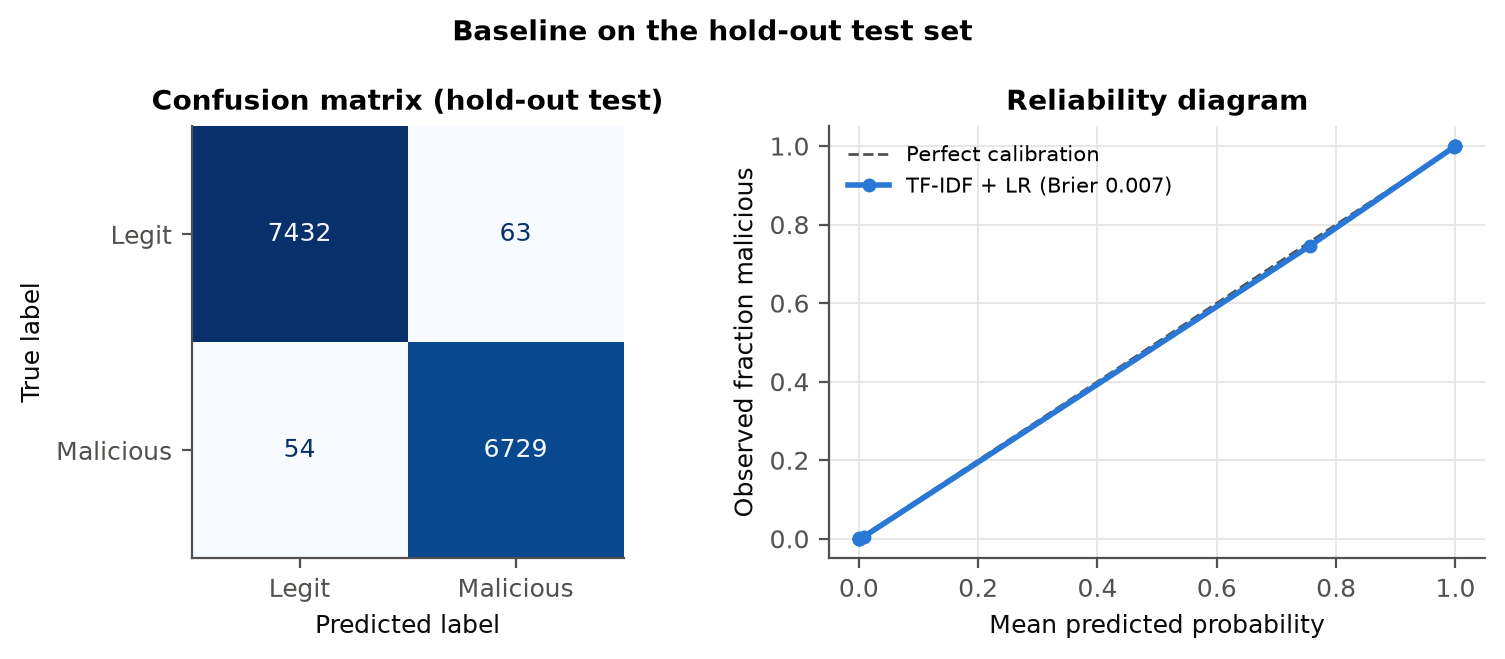 Baseline on the hold-out test set
Confusion matrix (hold-out test)
Legit
Malicious
True label
7432
63
54
6729
Legit
Malicious
Predicted label
Reliability diagram
Perfect calibration
TF-IDF + LR (Brier 0.007)
Observed fraction malicious
1.0
0.8
0.6
0.4
0.2
0.0
0.0
0.2
0.4
0.6
0.8
1.0
Mean predicted probability